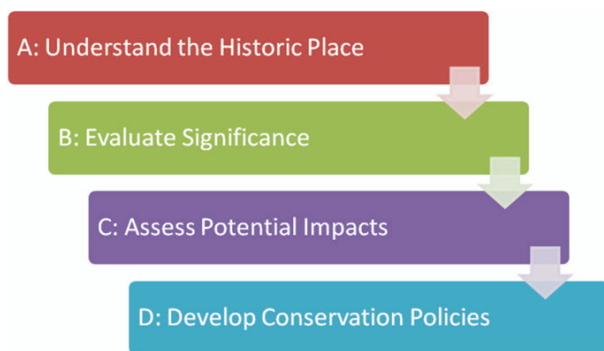 A: Understand the Historic Place
B: Evaluate Significance
C: Assess Potential Impacts
D: Develop Conservation Policies